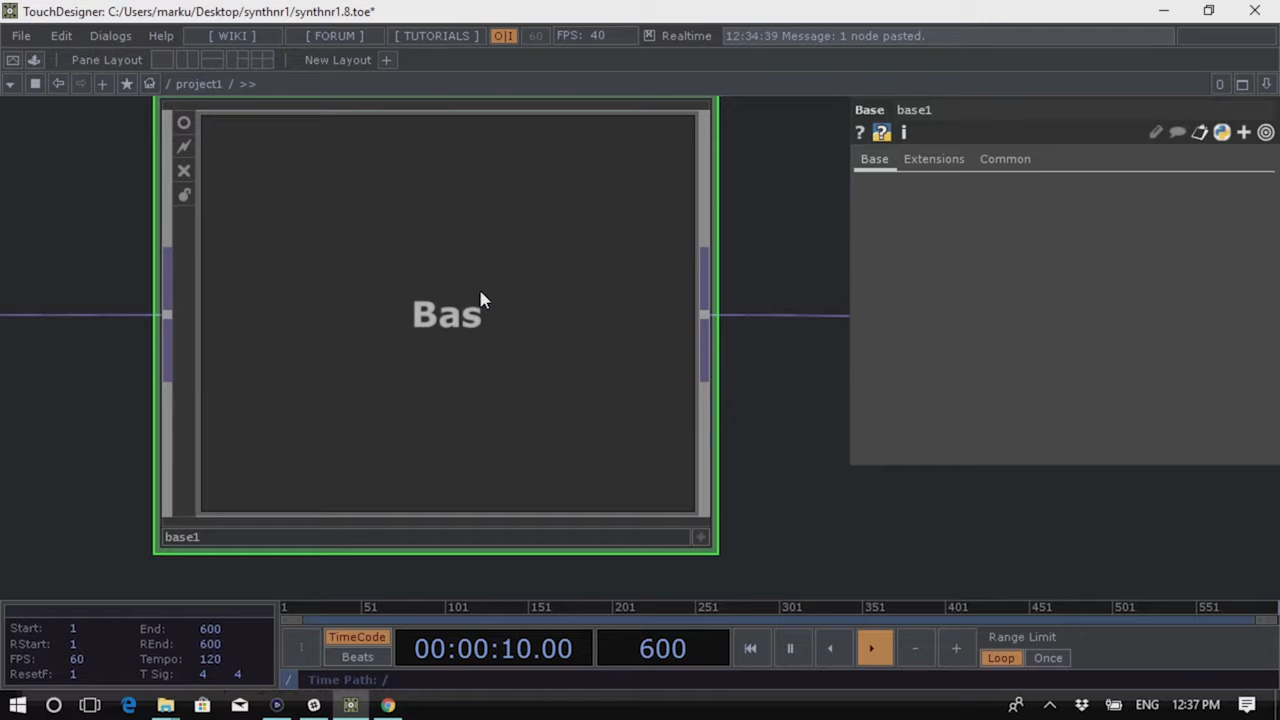 TouchDesigner: C:/Users/marku/Desktop/synthnr1/synthnr1.8.toe*
File Edit Dialogs Help [ WIKI ] [ FORUM ] [ TUTORIALS ] O|I 60 FPS: 40 Realtime 12:34:39 Message: 1 node pasted.
Pane Layout New Layout +
/ project1 / >> 0
Base base1
? ? i
Base Extensions Common
Bas
base1
1 51 101 151 201 251 301 351 401 451 501 551
Start: 1 End: 600
RStart: 1 REnd: 600
FPS: 60 Tempo: 120
ResetF: 1 T Sig: 4 4
TimeCode
Beats
00:00:10.00 600
Range Limit
Loop Once
/ Time Path: /
ENG 12:37 PM